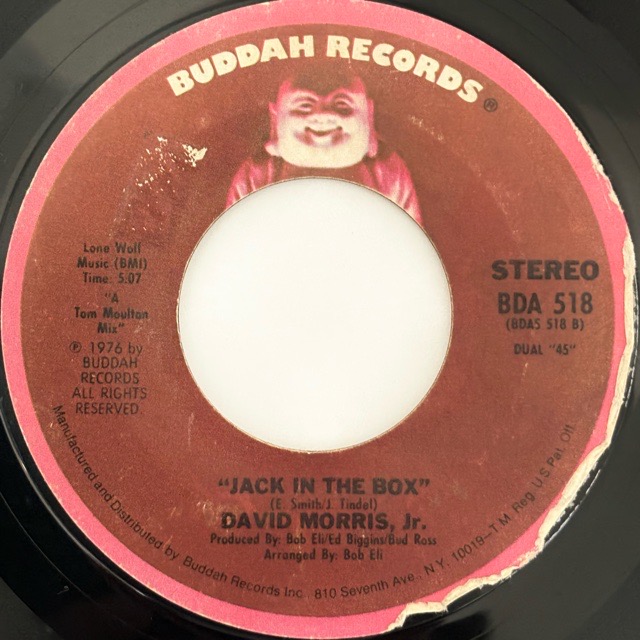 BUDDAH RECORDS®
Lone Wolf
Music (BMI)
Time: 5:07
"A
Tom Moulton
Mix"
℗ 1976 by
BUDDAH
RECORDS
ALL RIGHTS
RESERVED.
STEREO
BDA 518
(BDAS 518 B)
DUAL "45"
"JACK IN THE BOX"
(E. Smith/J. Tindel)
DAVID MORRIS, Jr.
Produced By: Bob Eli/Ed Biggins/Bud Ross
Arranged By: Bob Eli
Manufactured and Distributed by Buddah Records Inc. 810 Seventh Ave., N.Y. 10019—T.M. Reg. U.S. Pat. Off.